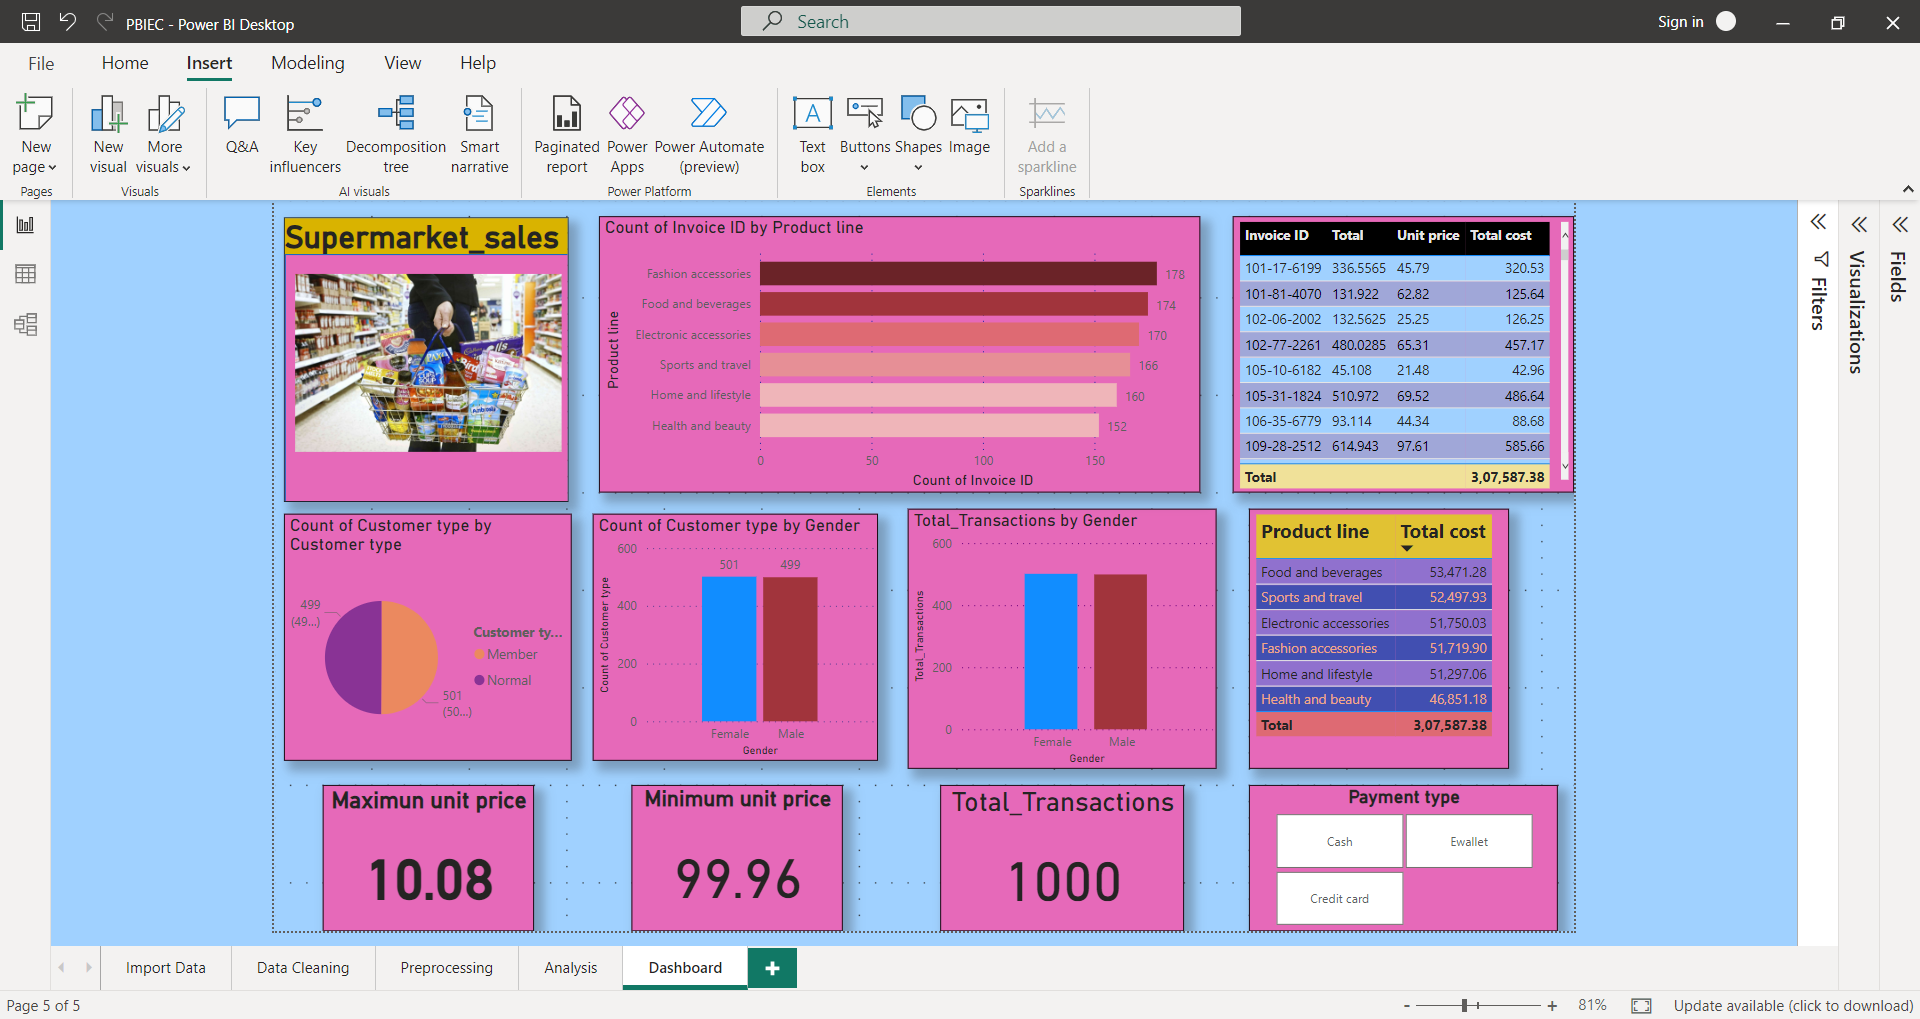 PBIEC - Power BI Desktop
Search
Sign in
File Home Insert Modeling View Help
New page
New visual
More visuals
Q&A
Key influencers
Decomposition tree
Smart narrative
Paginated report
Power Apps
Power Automate (preview)
Text box
Buttons
Shapes
Image
Add a sparkline
Pages Visuals AI visuals Power Platform Elements Sparklines
Filters
Visualizations
Fields
Supermarket_sales
Count of Invoice ID by Product line
Product line
Fashion accessories 178
Food and beverages 174
Electronic accessories 170
Sports and travel 166
Home and lifestyle 160
Health and beauty 152
0 50 100 150
Count of Invoice ID
Invoice ID Total Unit price Total cost
101-17-6199 336.5565 45.79 320.53
101-81-4070 131.922 62.82 125.64
102-06-2002 132.5625 25.25 126.25
102-77-2261 480.0285 65.31 457.17
105-10-6182 45.108 21.48 42.96
105-31-1824 510.972 69.52 486.64
106-35-6779 93.114 44.34 88.68
109-28-2512 614.943 97.61 585.66
Total 3,07,587.38
Count of Customer type by
Customer type
499
(49...)
501
(50...)
Customer ty...
Member
Normal
Count of Customer type by Gender
Count of Customer type
600
400
200
0
501 499
Female Male
Gender
Total_Transactions by Gender
Total_Transactions
600
400
200
0
Female Male
Gender
Product line Total cost
Food and beverages 53,471.28
Sports and travel 52,497.93
Electronic accessories 51,750.03
Fashion accessories 51,719.90
Home and lifestyle 51,297.06
Health and beauty 46,851.18
Total 3,07,587.38
Maximun unit price
10.08
Minimum unit price
99.96
Total_Transactions
1000
Payment type
Cash
Ewallet
Credit card
Import Data Data Cleaning Preprocessing Analysis Dashboard
Page 5 of 5
- + 81%
Update available (click to download)